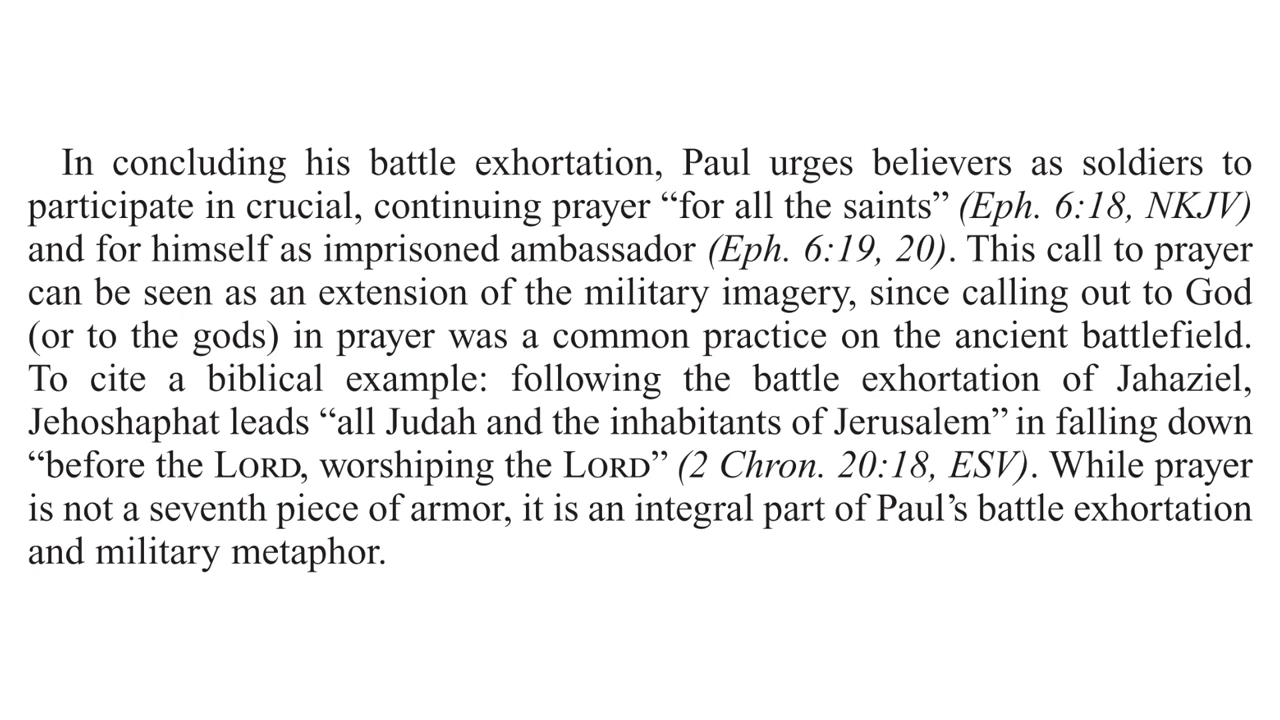 In concluding his battle exhortation, Paul urges believers as soldiers to
participate in crucial, continuing prayer “for all the saints” (Eph. 6:18, NKJV)
and for himself as imprisoned ambassador (Eph. 6:19, 20). This call to prayer
can be seen as an extension of the military imagery, since calling out to God
(or to the gods) in prayer was a common practice on the ancient battlefield.
To cite a biblical example: following the battle exhortation of Jahaziel,
Jehoshaphat leads “all Judah and the inhabitants of Jerusalem” in falling down
“before the LORD, worshiping the LORD” (2 Chron. 20:18, ESV). While prayer
is not a seventh piece of armor, it is an integral part of Paul’s battle exhortation
and military metaphor.